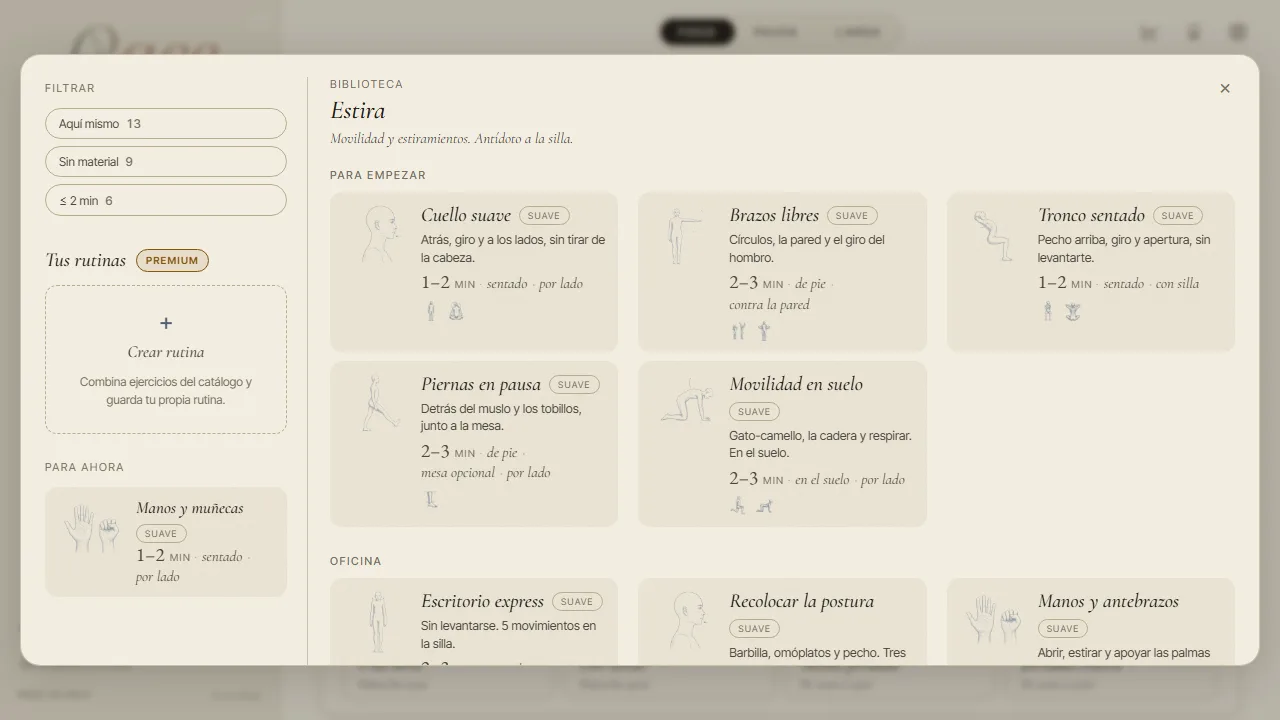 FILTRAR
Aquí mismo 13
Sin material 9
≤ 2 min 6
Tus rutinas PREMIUM
+
Crear rutina
Combina ejercicios del catálogo y
guarda tu propia rutina.
PARA AHORA
Manos y muñecas
SUAVE
1–2 MIN · sentado ·
por lado
BIBLIOTECA
×
Estira
Movilidad y estiramientos. Antídoto a la silla.
PARA EMPEZAR
Cuello suave SUAVE
Atrás, giro y a los lados, sin tirar de
la cabeza.
1–2 MIN · sentado · por lado
Brazos libres SUAVE
Círculos, la pared y el giro del
hombro.
2–3 MIN · de pie ·
contra la pared
Tronco sentado SUAVE
Pecho arriba, giro y apertura, sin
levantarte.
1–2 MIN · sentado · con silla
Piernas en pausa SUAVE
Detrás del muslo y los tobillos,
junto a la mesa.
2–3 MIN · de pie ·
mesa opcional · por lado
Movilidad en suelo
SUAVE
Gato-camello, la cadera y respirar.
En el suelo.
2–3 MIN · en el suelo · por lado
OFICINA
Escritorio express SUAVE
Sin levantarse. 5 movimientos en
la silla.
Recolocar la postura
SUAVE
Barbilla, omóplatos y pecho. Tres
Manos y antebrazos
SUAVE
Abrir, estirar y apoyar las palmas